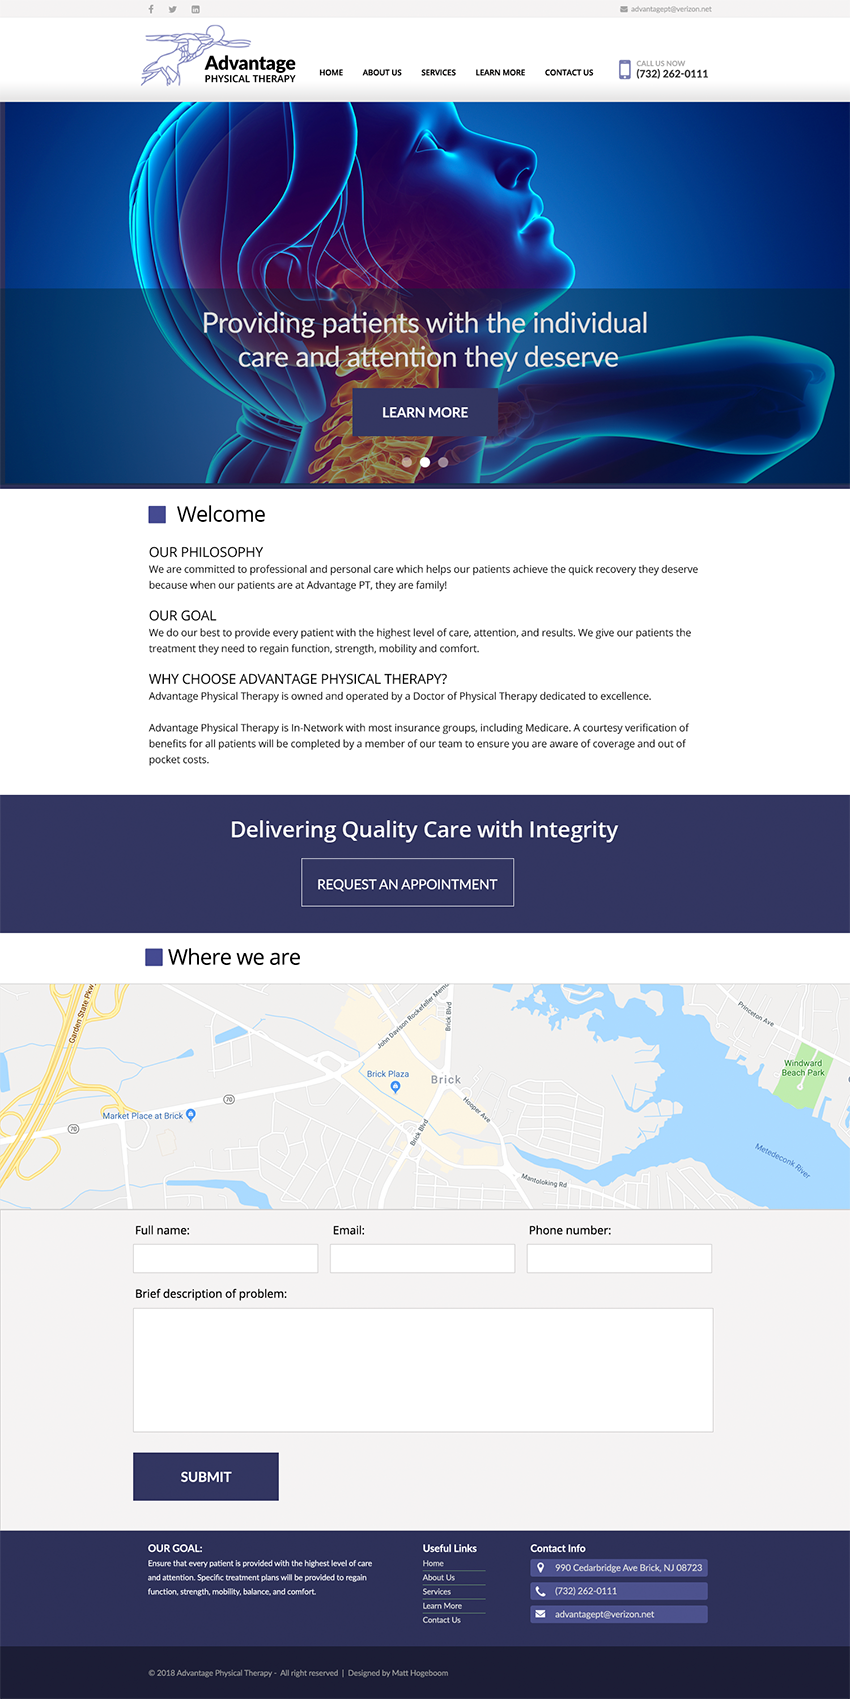 advantagept@verizon.net
Advantage
PHYSICAL THERAPY
HOME ABOUT US SERVICES LEARN MORE CONTACT US
CALL US NOW
(732) 262-0111
Providing patients with the individual
care and attention they deserve
LEARN MORE
Welcome
OUR PHILOSOPHY
We are committed to professional and personal care which helps our patients achieve the quick recovery they deserve
because when our patients are at Advantage PT, they are family!
OUR GOAL
We do our best to provide every patient with the highest level of care, attention, and results. We give our patients the
treatment they need to regain function, strength, mobility and comfort.
WHY CHOOSE ADVANTAGE PHYSICAL THERAPY?
Advantage Physical Therapy is owned and operated by a Doctor of Physical Therapy dedicated to excellence.
Advantage Physical Therapy is In-Network with most insurance groups, including Medicare. A courtesy verification of
benefits for all patients will be completed by a member of our team to ensure you are aware of coverage and out of
pocket costs.
Delivering Quality Care with Integrity
REQUEST AN APPOINTMENT
Where we are
Garden State Pkwy
John Davison Rockefeller Mem
Brick Blvd
Princeton Ave
Windward
Beach Park
Brick Plaza
Brick
70
Market Place at Brick
70
Hooper Ave
Brick Blvd
Mantoloking Rd
Metedeconk River
Full name: Email: Phone number:
Brief description of problem:
SUBMIT
OUR GOAL:
Ensure that every patient is provided with the highest level of care
and attention. Specific treatment plans will be provided to regain
function, strength, mobility, balance, and comfort.
Useful Links
Home
About Us
Services
Learn More
Contact Us
Contact Info
990 Cedarbridge Ave Brick, NJ 08723
(732) 262-0111
advantagept@verizon.net
© 2018 Advantage Physical Therapy - All right reserved | Designed by Matt Hogeboom